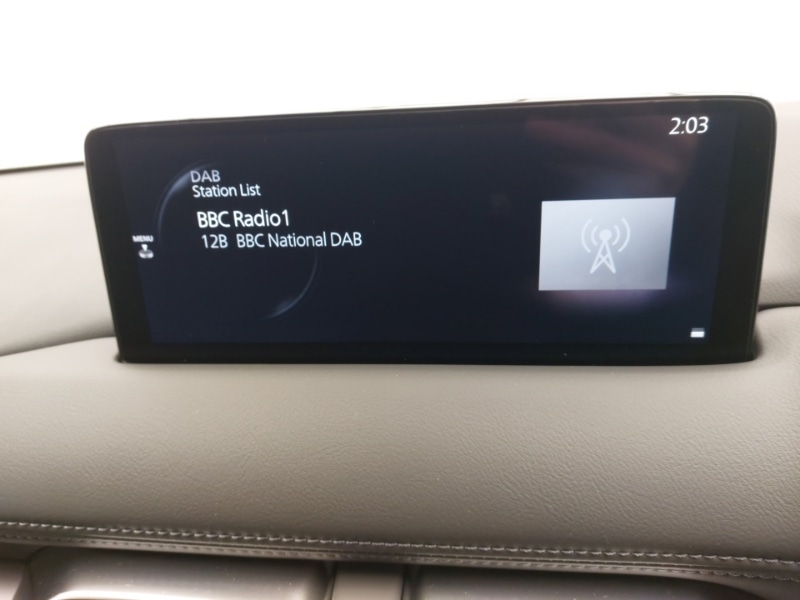 2:03
DAB
Station List
BBC Radio1
12B BBC National DAB
MENU